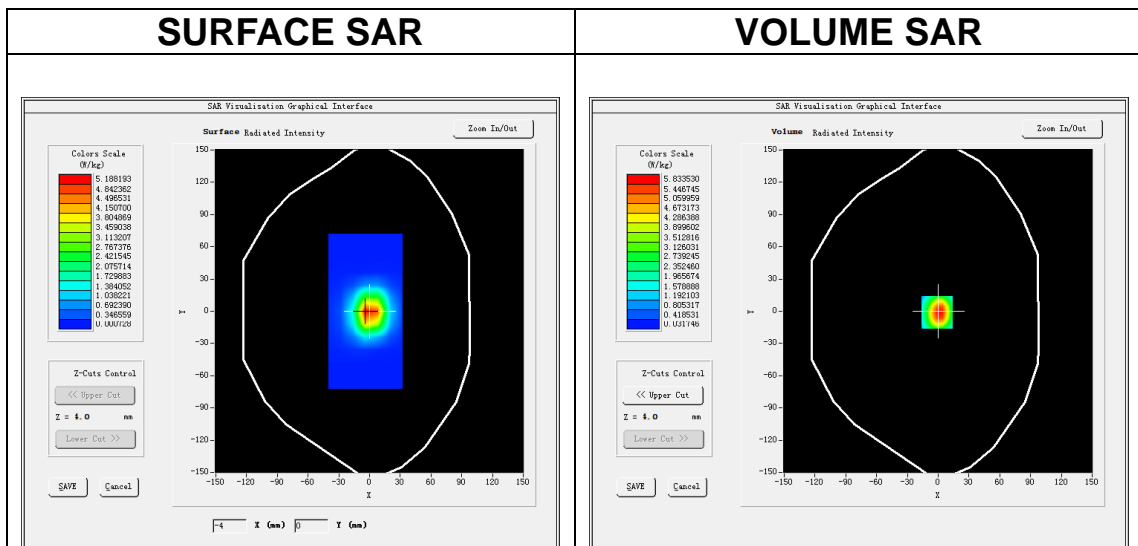 SURFACE SAR
VOLUME SAR
SAR Visualisation Graphical Interface
Surface Radiated Intensity
Zoom In/Out
Colors Scale
(W/kg)
5.188193
4.842362
4.496531
4.150700
3.804869
3.459038
3.113207
2.767376
2.421545
2.075714
1.729883
1.384052
1.038221
0.692390
0.346559
0.000728
150
120
90
60
30
0
-30
-60
-90
-120
-150
Y
-150 -120 -90 -60 -30 0 30 60 90 120 150
X
Z-Cuts Control
<< Upper Cut
Z = 4.0 mm
Lower Cut >>
SAVE Cancel
-4 X (mm) 0 Y (mm)
SAR Visualisation Graphical Interface
Volume Radiated Intensity
Zoom In/Out
Colors Scale
(W/kg)
5.833530
5.446745
5.059959
4.673173
4.286388
3.899602
3.512816
3.126031
2.739245
2.352460
1.965674
1.578888
1.192103
0.805317
0.418531
0.031746
150
120
90
60
30
0
-30
-60
-90
-120
-150
Y
-150 -120 -90 -60 -30 0 30 60 90 120 150
X
Z-Cuts Control
<< Upper Cut
Z = 4.0 mm
Lower Cut >>
SAVE Cancel